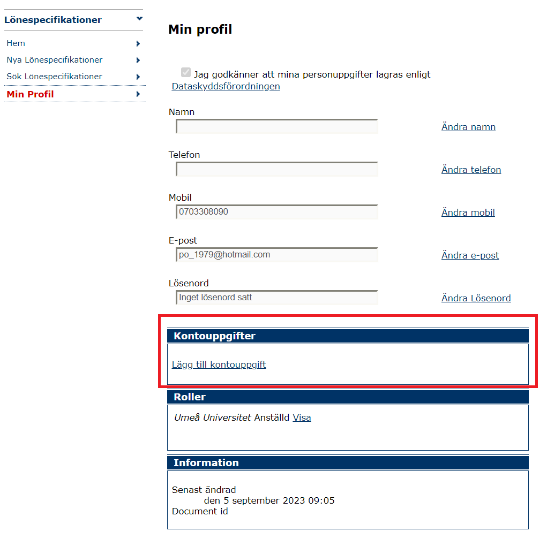 Lönespecifikationer
Hem
Nya Lönespecifikationer
Sök Lönespecifikationer
Min Profil
Min profil
Jag godkänner att mina personuppgifter lagras enligt
Dataskyddsförordningen
Namn
Ändra namn
Telefon
Ändra telefon
Mobil
0703308090
Ändra mobil
E-post
po_1979@hotmail.com
Ändra e-post
Lösenord
Inget lösenord satt
Ändra Lösenord
Kontouppgifter
Lägg till kontouppgift
Roller
Umeå Universitet Anställd Visa
Information
Senast ändrad
den 5 september 2023 09:05
Document id